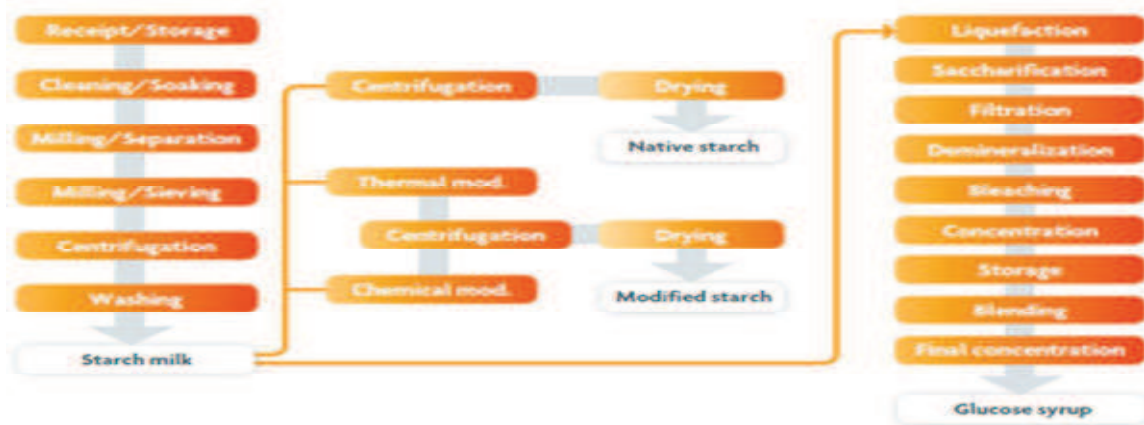 Receipt/Storage
Cleaning/Soaking
Milling/Separation
Milling/Sieving
Centrifugation
Washing
Starch milk
Centrifugation
Drying
Native starch
Thermal mod.
Centrifugation
Drying
Chemical mod.
Modified starch
Liquefaction
Saccharification
Filtration
Demineralization
Bleaching
Concentration
Storage
Blending
Final concentration
Glucose syrup